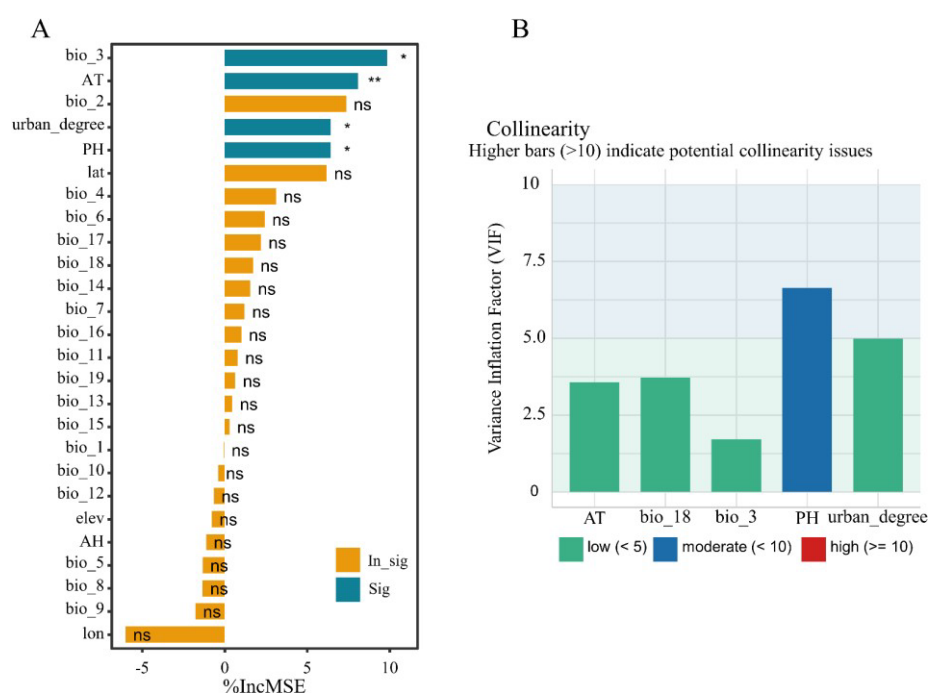 A
bio_3 *
AT **
bio_2 ns
urban_degree *
PH *
lat ns
bio_4 ns
bio_6 ns
bio_17 ns
bio_18 ns
bio_14 ns
bio_7 ns
bio_16 ns
bio_11 ns
bio_19 ns
bio_13 ns
bio_15 ns
bio_1 ns
bio_10 ns
bio_12 ns
elev ns
AH ns
bio_5 ns
bio_8 ns
bio_9 ns
lon ns
In_sig
Sig
-5 0 5 10
%IncMSE
B
Collinearity
Higher bars (>10) indicate potential collinearity issues
Variance Inflation Factor (VIF)
10
7.5
5.0
2.5
0
AT bio_18 bio_3 PH urban_degree
low (< 5) moderate (< 10) high (>= 10)